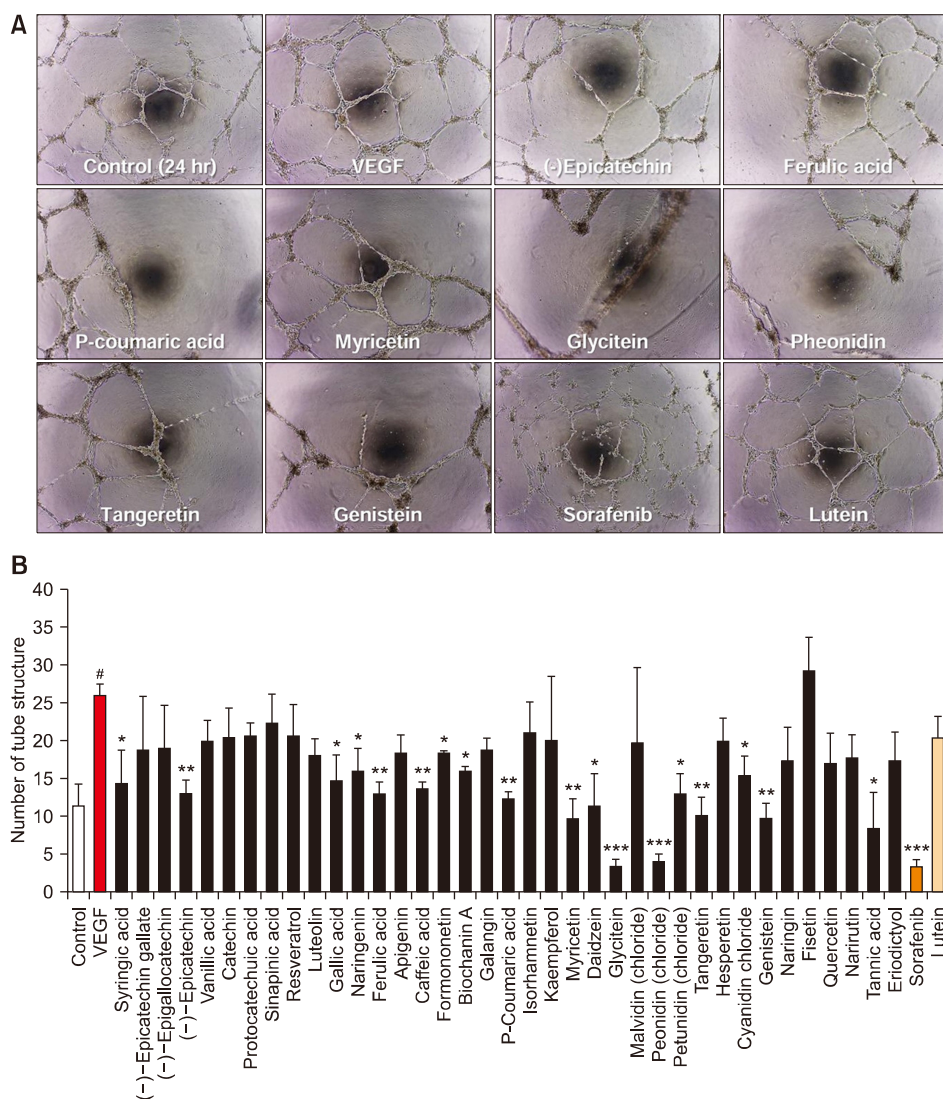 A
Control (24 hr)
VEGF
(-)Epicatechin
Ferulic acid
P-coumaric acid
Myricetin
Glycitein
Pheonidin
Tangeretin
Genistein
Sorafenib
Lutein
B
Number of tube structure
40
35
30
25
20
15
10
5
0
#
*
**
*
*
**
**
*
*
**
**
*
***
***
*
**
*
**
*
***
Control
VEGF
Syringic acid
(-)-Epicatechin gallate
(-)-Epigallocatechin
(-)-Epicatechin
Vanillic acid
Catechin
Protocatechuic acid
Sinapinic acid
Resveratrol
Luteolin
Gallic acid
Naringenin
Ferulic acid
Apigenin
Caffeic acid
Formononetin
Biochanin A
Galangin
P-Coumaric acid
Isorhamnetin
Kaempferol
Myricetin
Daidzein
Glycitein
Malvidin (chloride)
Peonidin (chloride)
Petunidin (chloride)
Tangeretin
Hesperetin
Cyanidin chloride
Genistein
Naringin
Fisetin
Quercetin
Narirutin
Tannic acid
Eriodictyol
Sorafenib
Lutein